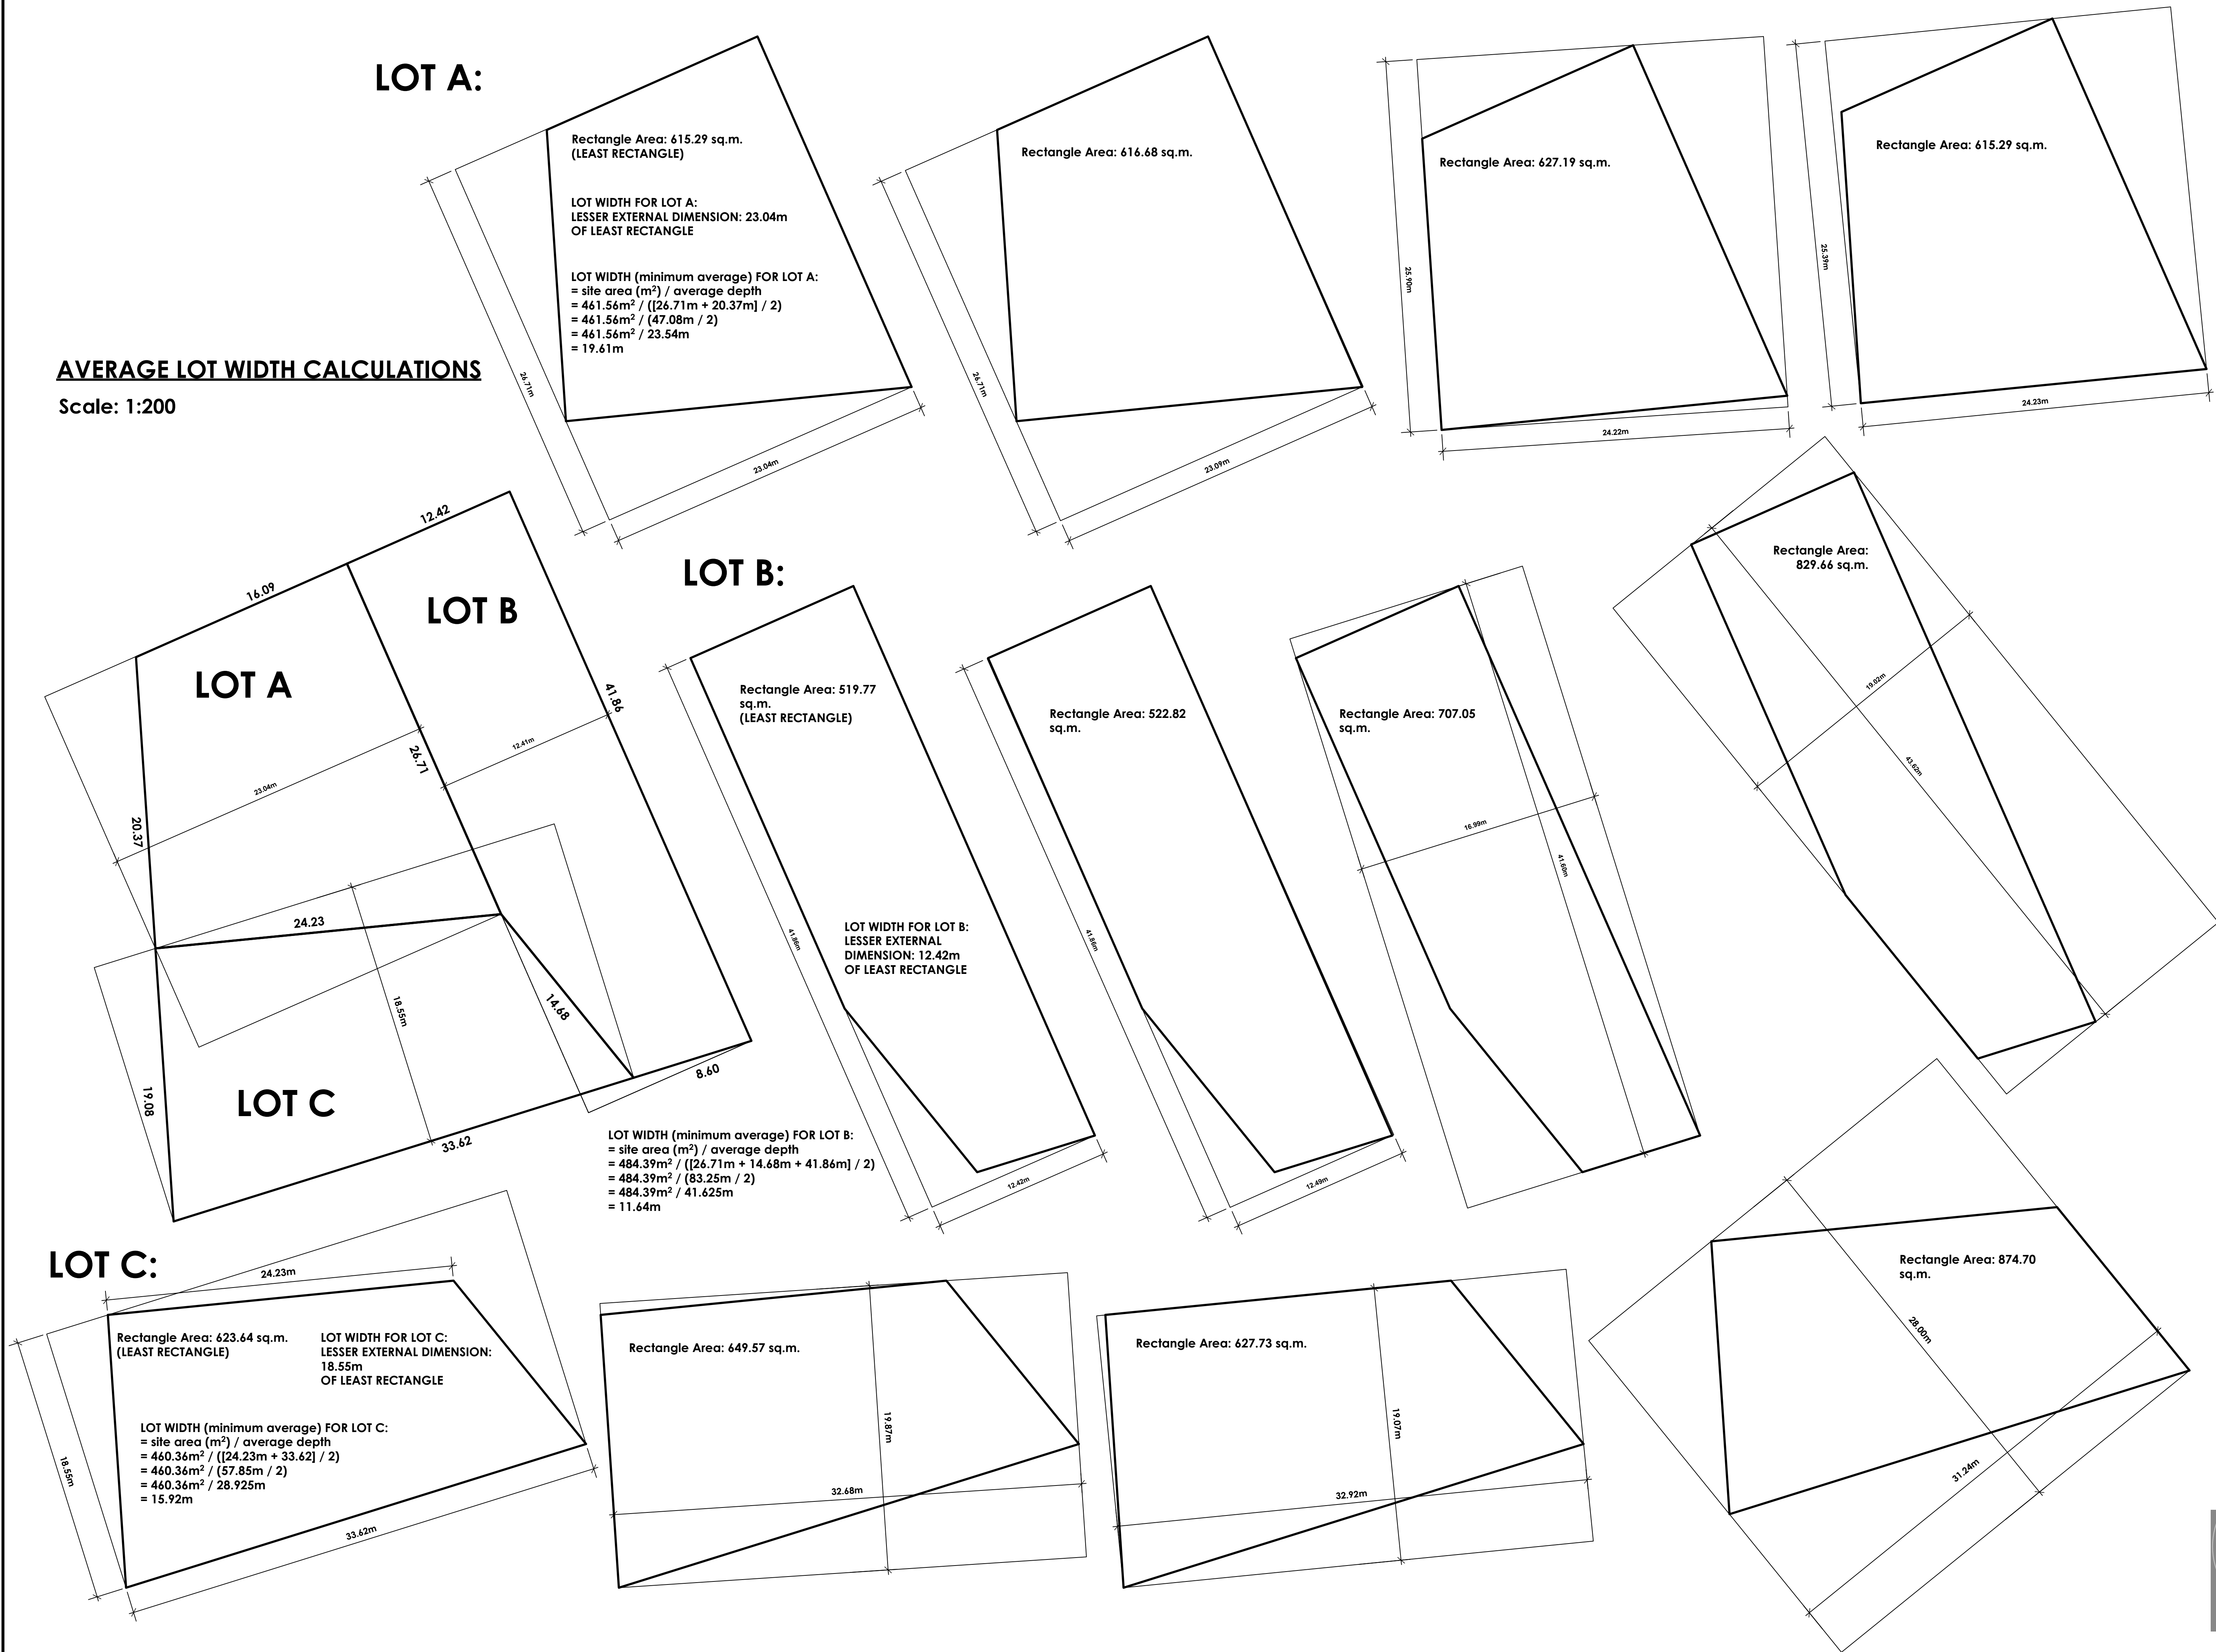 LOT A:
Rectangle Area: 615.29 sq.m.
(LEAST RECTANGLE)
LOT WIDTH FOR LOT A:
LESSER EXTERNAL DIMENSION: 23.04m
OF LEAST RECTANGLE
LOT WIDTH (minimum average) FOR LOT A:
= site area (m²) / average depth
= 461.56m² / ([26.71m + 20.37m] / 2)
= 461.56m² / (47.08m / 2)
= 461.56m² / 23.54m
= 19.61m
26.71m
23.04m
Rectangle Area: 616.68 sq.m.
26.71m
23.09m
Rectangle Area: 627.19 sq.m.
25.90m
24.22m
Rectangle Area: 615.29 sq.m.
25.39m
24.23m
AVERAGE LOT WIDTH CALCULATIONS
Scale: 1:200
12.42
16.09
LOT A
LOT B
41.86
26.71
12.41m
23.04m
20.37
24.23
18.55m
14.68
19.08
LOT C
33.62
8.60
LOT B:
Rectangle Area: 519.77
sq.m.
(LEAST RECTANGLE)
LOT WIDTH FOR LOT B:
LESSER EXTERNAL
DIMENSION: 12.42m
OF LEAST RECTANGLE
41.86m
12.42m
LOT WIDTH (minimum average) FOR LOT B:
= site area (m²) / average depth
= 484.39m² / ([26.71m + 14.68m + 41.86m] / 2)
= 484.39m² / (83.25m / 2)
= 484.39m² / 41.625m
= 11.64m
Rectangle Area: 522.82
sq.m.
41.86m
12.49m
Rectangle Area: 707.05
sq.m.
16.99m
41.60m
Rectangle Area:
829.66 sq.m.
19.02m
43.62m
LOT C:
24.23m
Rectangle Area: 623.64 sq.m.
(LEAST RECTANGLE)
LOT WIDTH FOR LOT C:
LESSER EXTERNAL DIMENSION:
18.55m
OF LEAST RECTANGLE
LOT WIDTH (minimum average) FOR LOT C:
= site area (m²) / average depth
= 460.36m² / ([24.23m + 33.62] / 2)
= 460.36m² / (57.85m / 2)
= 460.36m² / 28.925m
= 15.92m
18.55m
33.62m
Rectangle Area: 649.57 sq.m.
19.87m
32.68m
Rectangle Area: 627.73 sq.m.
19.07m
32.92m
Rectangle Area: 874.70
sq.m.
28.00m
31.24m